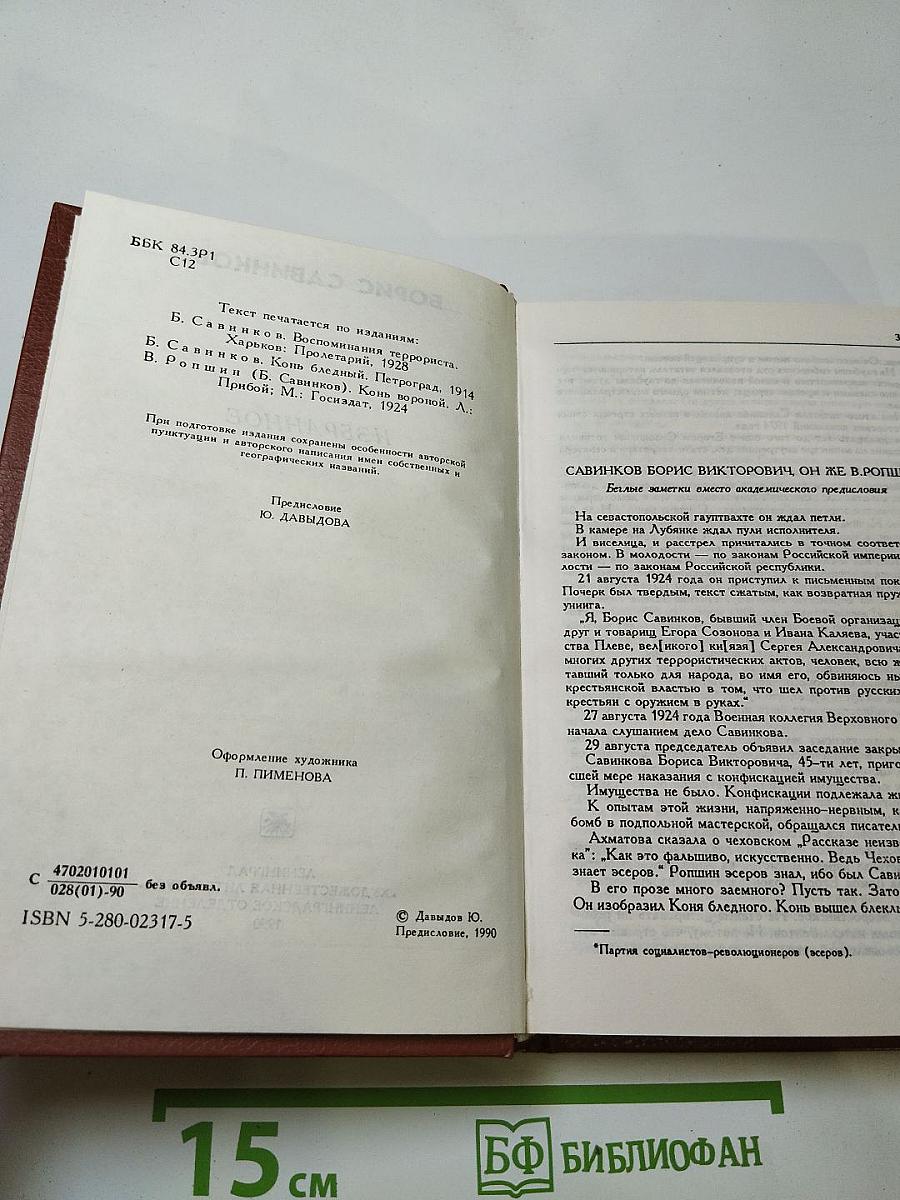 ББК 84.3Р1
С12
Текст печатается по изданиям:
Б. Савинков. Воспоминания террориста.
Харьков: Пролетарий, 1928
Б. Савинков. Конь бледный. Петроград, 1914
В. Ропшин (Б. Савинков). Конь вороной. Л.:
Прибой; М.: Госиздат, 1924
При подготовке издания сохранены особенности авторской
пунктуации и авторского написания имен собственных и
географических названий.
Предисловие
Ю. ДАВЫДОВА
Оформление художника
П. ПИМЕНОВА
С 4702010101
028(01)-90 без объявл.
ISBN 5-280-02317-5
© Давыдов Ю.
Предисловие, 1990
3
САВИНКОВ БОРИС ВИКТОРОВИЧ, ОН ЖЕ В.РОПШ
Беглые заметки вместо академического предисловия
На севастопольской гауптвахте он ждал петли.
В камере на Лубянке ждал пули исполнителя.
И виселица, и расстрел причитались в точном соответ
законом. В молодости — по законам Российской империи
лости — по законам Российской республики.
21 августа 1924 года он приступил к письменным пок
Почерк был твердым, текст сжатым, как возвратная пруж
унинга.
„Я, Борис Савинков, бывший член Боевой организац
друг и товарищ Егора Созонова и Ивана Каляева, учас
ства Плеве, вел[икого] кн[язя] Сергея Александровича
многих других террористических актов, человек, всю ж
тавший только для народа, во имя его, обвиняюсь нь
крестьянской властью в том, что шел против русских
крестьян с оружием в руках.“
27 августа 1924 года Военная коллегия Верховного
начала слушанием дело Савинкова.
29 августа председатель объявил заседание закры
Савинкова Бориса Викторовича, 45-ти лет, приго
сшей мере наказания с конфискацией имущества.
Имущества не было. Конфискации подлежала ж
К опытам этой жизни, напряженно-нервным, к
бомб в подпольной мастерской, обращался писател
Ахматова сказала о чеховском „Рассказе неизв
ка": „Как это фальшиво, искусственно. Ведь Чехо
знает эсеров.“ Ропшин эсеров знал, ибо был Сави
В его прозе много заемного? Пусть так. Зато
Он изобразил Коня бледного. Конь вышел блеклы
*Партия социалистов-революционеров (эсеров).
15 см
БФ БИБЛИОФАН